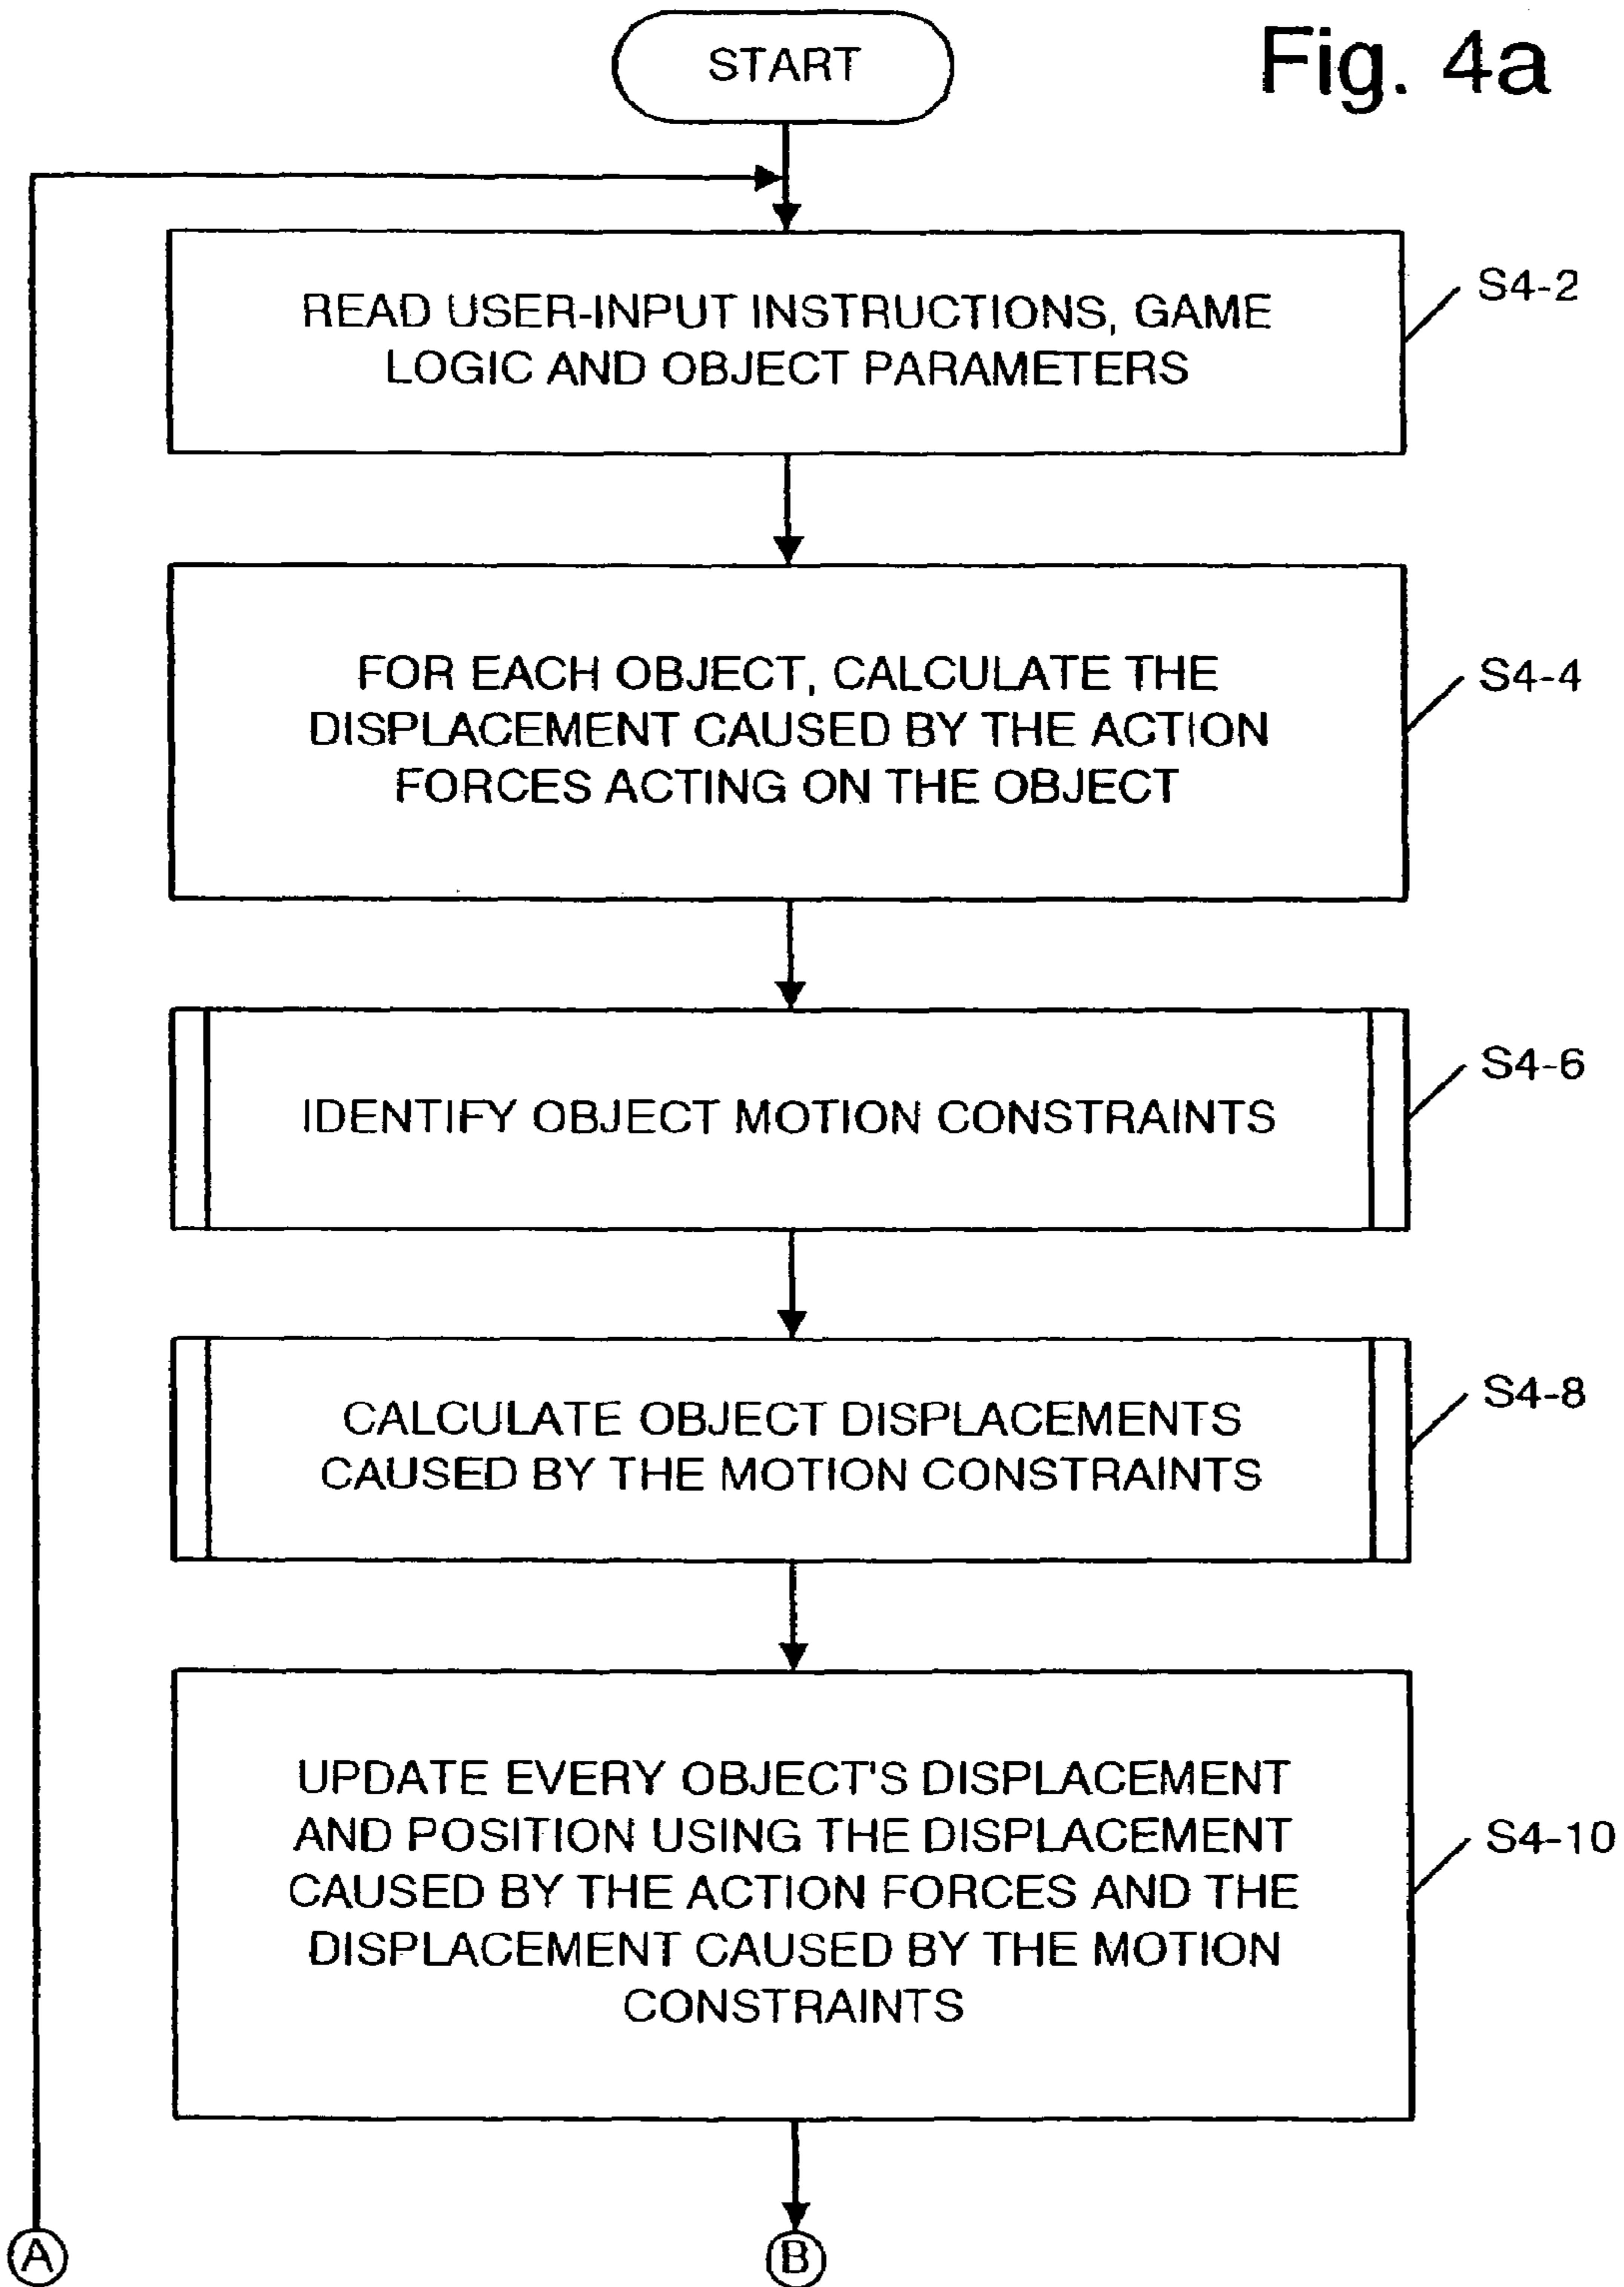 START
Fig. 4a
READ USER-INPUT INSTRUCTIONS, GAME
LOGIC AND OBJECT PARAMETERS
S4-2
FOR EACH OBJECT, CALCULATE THE
DISPLACEMENT CAUSED BY THE ACTION
FORCES ACTING ON THE OBJECT
S4-4
IDENTIFY OBJECT MOTION CONSTRAINTS
S4-6
CALCULATE OBJECT DISPLACEMENTS
CAUSED BY THE MOTION CONSTRAINTS
S4-8
UPDATE EVERY OBJECT'S DISPLACEMENT
AND POSITION USING THE DISPLACEMENT
CAUSED BY THE ACTION FORCES AND THE
DISPLACEMENT CAUSED BY THE MOTION
CONSTRAINTS
S4-10
A
B